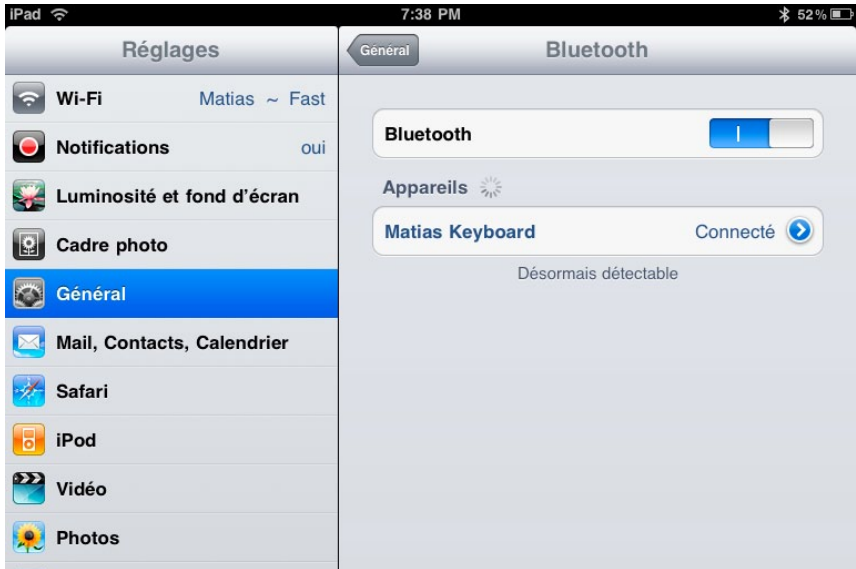 iPad 7:38 PM 52%
Réglages
Wi-Fi Matias ~ Fast
Notifications oui
Luminosité et fond d'écran
Cadre photo
Général
Mail, Contacts, Calendrier
Safari
iPod
Vidéo
Photos
Général Bluetooth
Bluetooth
Appareils
Matias Keyboard Connecté
Désormais détectable